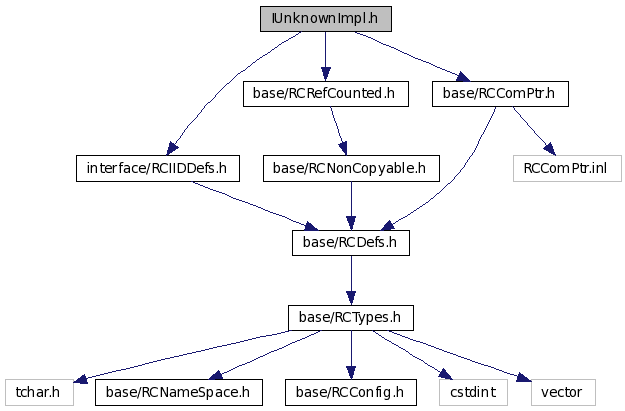 IUnknownImpl.h
base/RCRefCounted.h
base/RCComPtr.h
interface/RCIIDDefs.h
base/RCNonCopyable.h
RCComPtr.inl
base/RCDefs.h
base/RCTypes.h
tchar.h
base/RCNameSpace.h
base/RCConfig.h
cstdint
vector